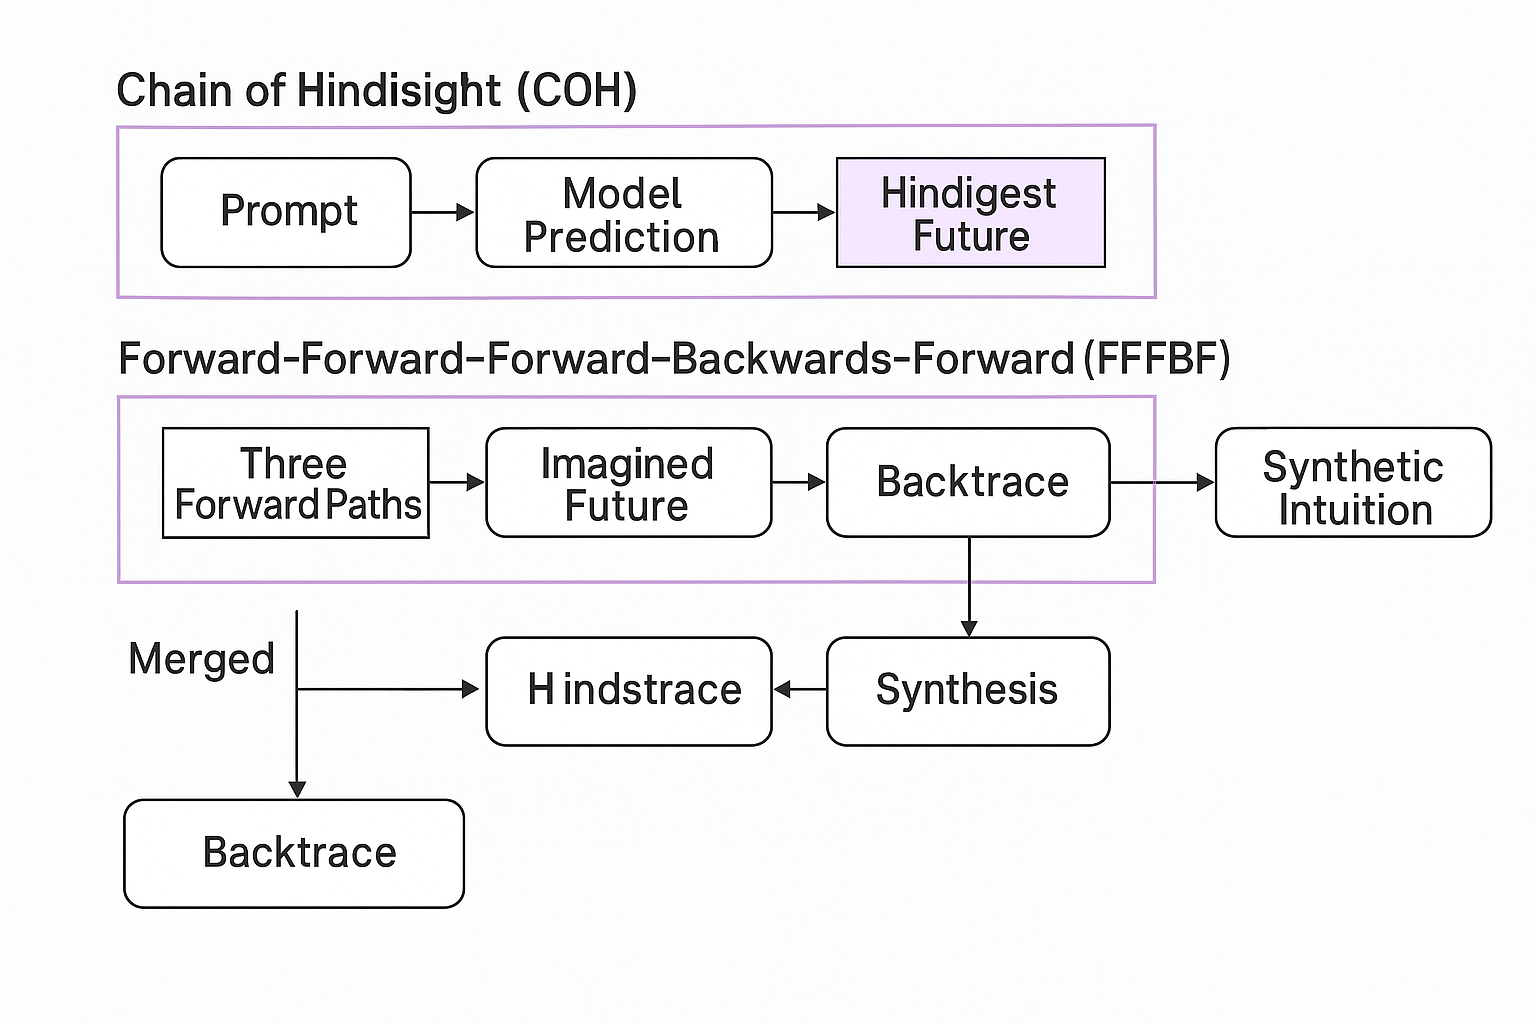 Chain of Hindisight (COH)
Prompt
Model
Prediction
Hindigest
Future
Forward-Forward-Forward-Backwards-Forward (FFFBF)
Three
Forward Paths
Imagined
Future
Backtrace
Synthetic
Intuition
Merged
H indstrace
Synthesis
Backtrace